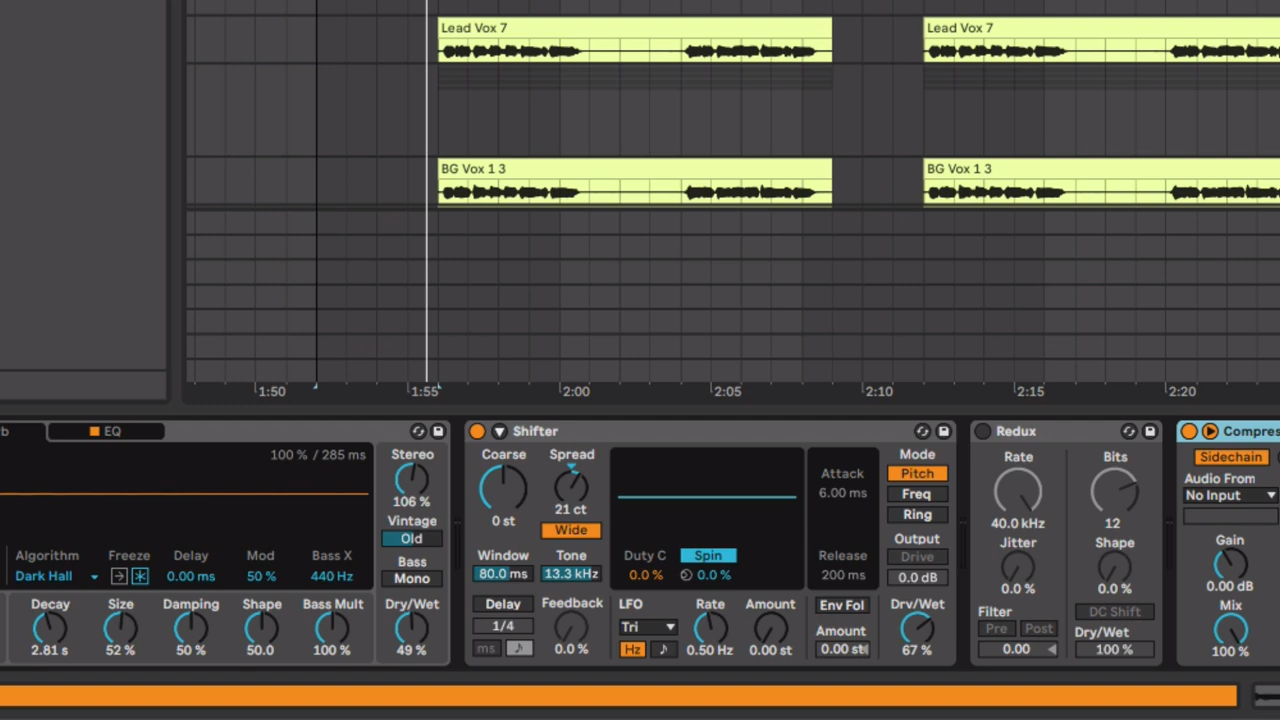 Lead Vox 7 Lead Vox 7
BG Vox 1 3 BG Vox 1 3
1:50 1:55 2:00 2:05 2:10 2:15 2:20
b EQ
100 % / 285 ms
Algorithm Freeze Delay Mod Bass X
Dark Hall 0.00 ms 50 % 440 Hz
Decay Size Damping Shape Bass Mult
2.81 s 52 % 50 % 50.0 100 %
Stereo
106 %
Vintage
Old
Bass
Mono
Dry/Wet
49 %
Shifter
Coarse Spread
0 st 21 ct
Wide
Window Tone
80.0 ms 13.3 kHz
Delay Feedback
1/4
ms 0.0 %
Duty C Spin
0.0 % 0.0 %
LFO Rate Amount
Tri
Hz 0.50 Hz 0.00 st
Attack
6.00 ms
Release
200 ms
Env Fol
Amount
0.00 st
Mode
Pitch
Freq
Ring
Output
Drive
0.0 dB
Dry/Wet
67 %
Redux
Rate Bits
40.0 kHz 12
Jitter Shape
0.0 % 0.0 %
Filter DC Shift
Pre Post Dry/Wet
0.00 100 %
Compres
Sidechain
Audio From
No Input
Gain
0.00 dB
Mix
100 %